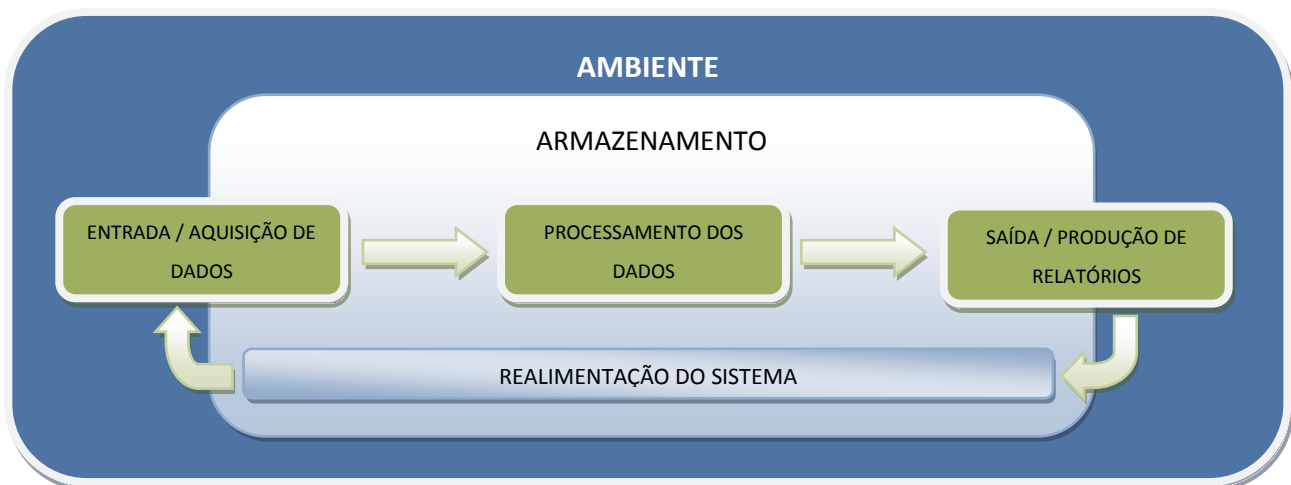 AMBIENTE
ARMAZENAMENTO
ENTRADA / AQUISIÇÃO DE
DADOS
PROCESSAMENTO DOS
DADOS
SAÍDA / PRODUÇÃO DE
RELATÓRIOS
REALIMENTAÇÃO DO SISTEMA